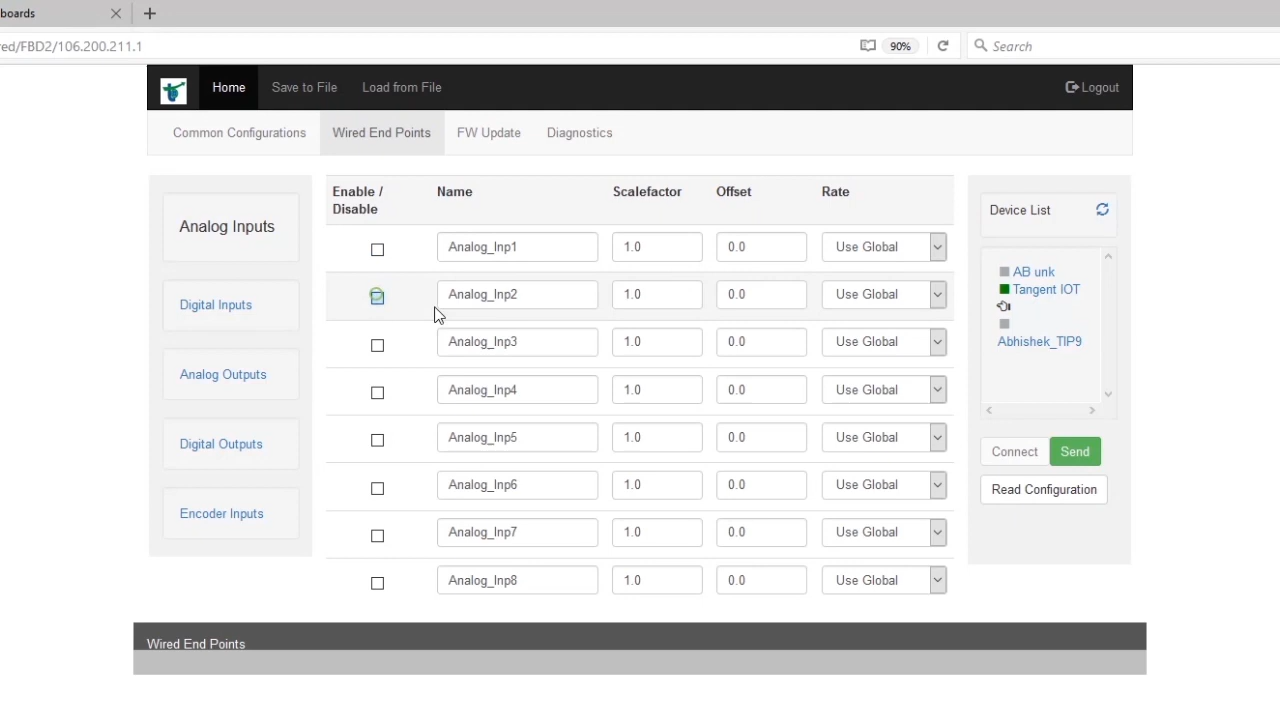 boards
ed/FBD2/106.200.211.1
90%
Search
Home
Save to File
Load from File
Logout
Common Configurations
Wired End Points
FW Update
Diagnostics
Analog Inputs
Digital Inputs
Analog Outputs
Digital Outputs
Encoder Inputs
Enable / Disable Name Scalefactor Offset Rate
Analog_Inp1 1.0 0.0 Use Global
Analog_Inp2 1.0 0.0 Use Global
Analog_Inp3 1.0 0.0 Use Global
Analog_Inp4 1.0 0.0 Use Global
Analog_Inp5 1.0 0.0 Use Global
Analog_Inp6 1.0 0.0 Use Global
Analog_Inp7 1.0 0.0 Use Global
Analog_Inp8 1.0 0.0 Use Global
Device List
AB unk
Tangent IOT
Abhishek_TIP9
Connect
Send
Read Configuration
Wired End Points